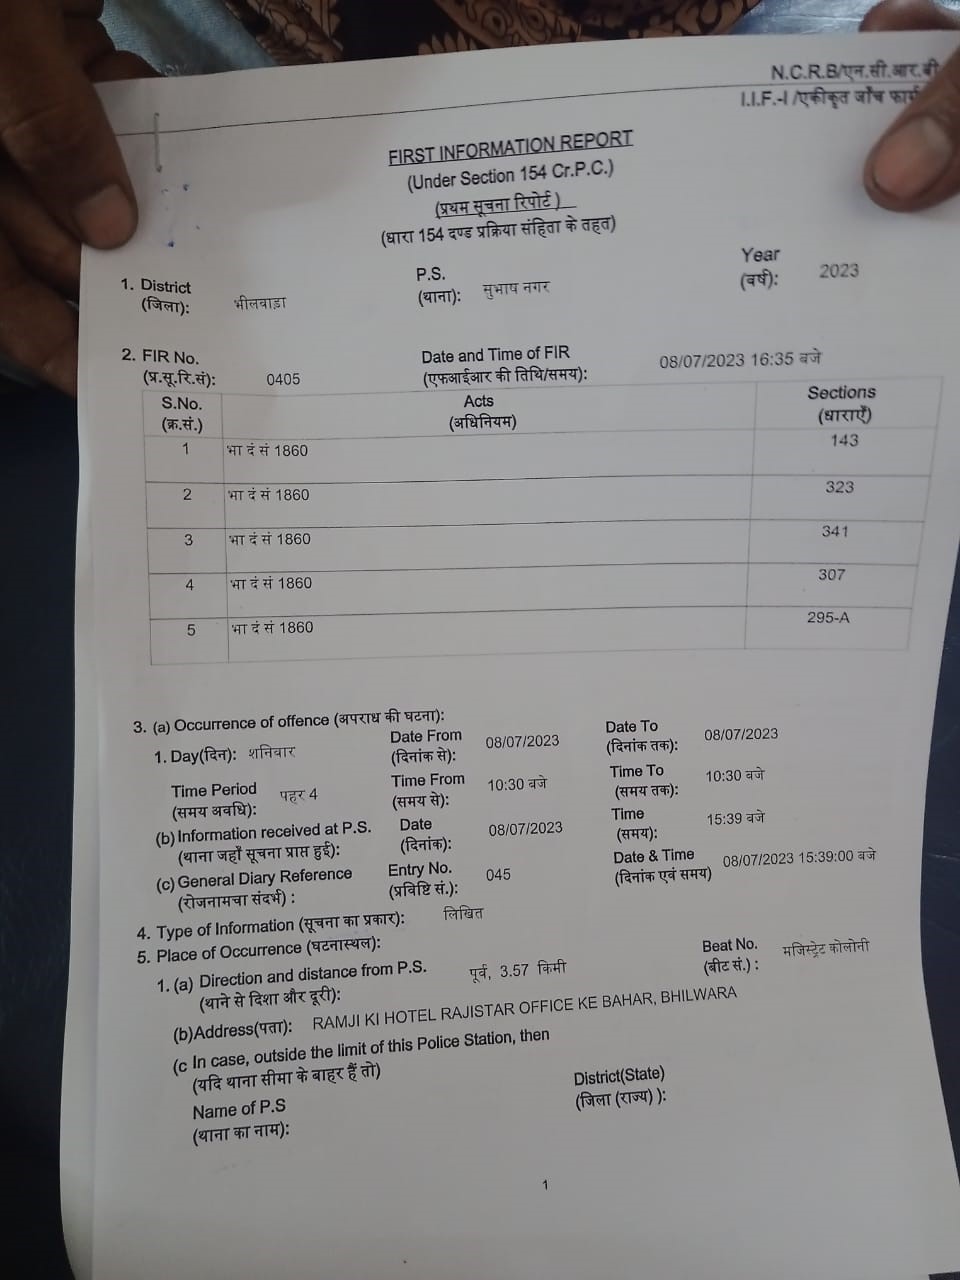 N.C.R.B/एन.सी.आर.बी
I.I.F.-I /एकीकृत जाँच फार्म
FIRST INFORMATION REPORT
(Under Section 154 Cr.P.C.)
(प्रथम सूचना रिपोर्ट )
(धारा 154 दण्ड प्रक्रिया संहिता के तहत)
1. District (जिला): भीलवाड़ा P.S. (थाना): सुभाष नगर Year (वर्ष): 2023
2. FIR No. (प्र.सू.रि.सं): 0405 Date and Time of FIR (एफआईआर की तिथि/समय): 08/07/2023 16:35 बजे
S.No. (क्र.सं.) Acts (अधिनियम) Sections (धाराएँ)
1 भा दं सं 1860 143
2 भा दं सं 1860 323
3 भा दं सं 1860 341
4 भा दं सं 1860 307
5 भा दं सं 1860 295-A
3. (a) Occurrence of offence (अपराध की घटना):
1. Day(दिन): शनिवार Date From (दिनांक से): 08/07/2023 Date To (दिनांक तक): 08/07/2023
Time Period (समय अवधि): पहर 4 Time From (समय से): 10:30 बजे Time To (समय तक): 10:30 बजे
(b) Information received at P.S. (थाना जहाँ सूचना प्राप्त हुई): Date (दिनांक): 08/07/2023 Time (समय): 15:39 बजे
(c) General Diary Reference (रोजनामचा संदर्भ) : Entry No. (प्रविष्टि सं.): 045 Date & Time (दिनांक एवं समय) 08/07/2023 15:39:00 बजे
4. Type of Information (सूचना का प्रकार): लिखित
5. Place of Occurrence (घटनास्थल):
1. (a) Direction and distance from P.S. (थाने से दिशा और दूरी): पूर्व, 3.57 किमी Beat No. (बीट सं.) : मजिस्ट्रेट कोलोनी
(b)Address(पता): RAMJI KI HOTEL RAJISTAR OFFICE KE BAHAR, BHILWARA
(c In case, outside the limit of this Police Station, then
(यदि थाना सीमा के बाहर हैं तो)
Name of P.S (थाना का नाम): District(State) (जिला (राज्य) ):
1